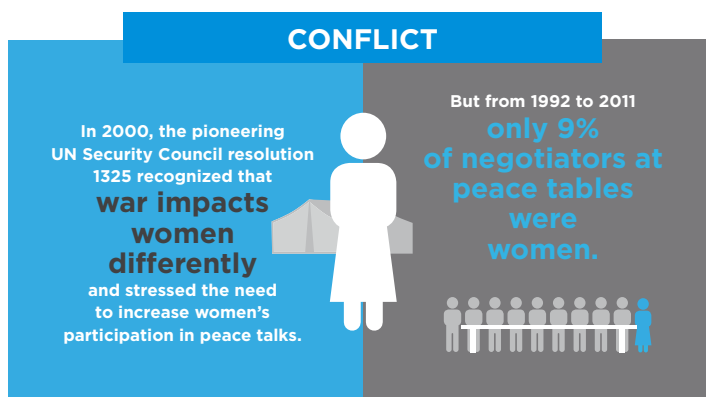 CONFLICT
In 2000, the pioneering
UN Security Council resolution
1325 recognized that
war impacts
women
differently
and stressed the need
to increase women's
participation in peace talks.
But from 1992 to 2011
only 9%
of negotiators at
peace tables
were
women.